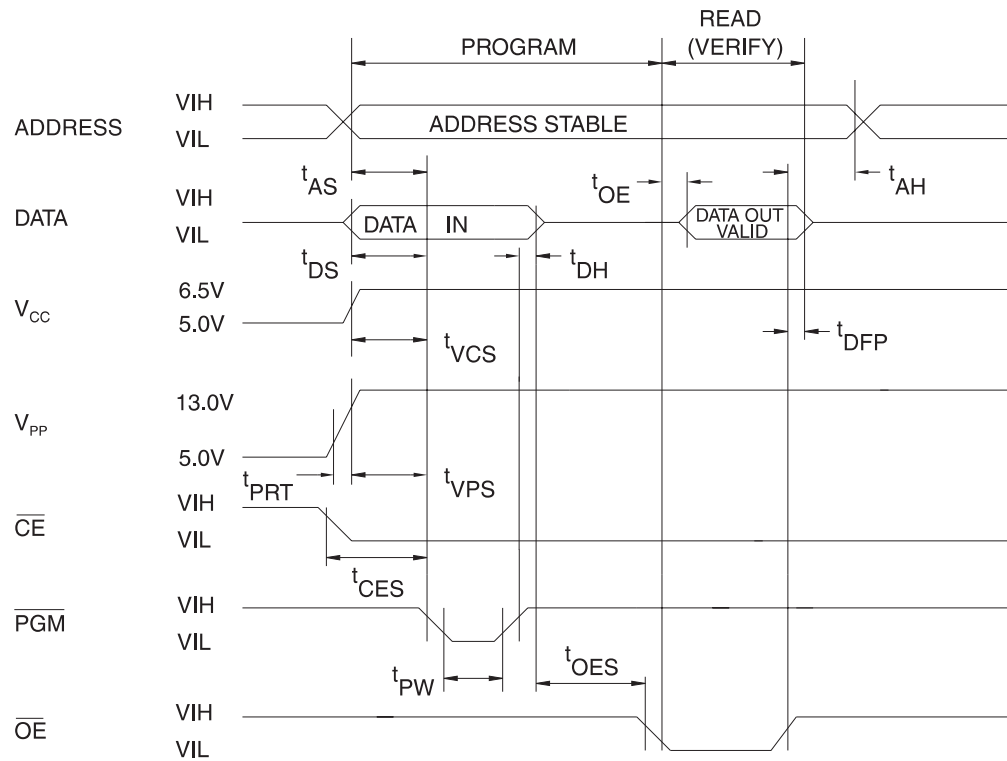 READ
PROGRAM (VERIFY)
ADDRESS VIH VIL ADDRESS STABLE
tAS tOE tAH
DATA VIH VIL DATA IN DATA OUT VALID
tDS tDH
VCC 6.5V 5.0V
tVCS tDFP
VPP 13.0V 5.0V
tPRT tVPS
CE VIH VIL
tCES
PGM VIH VIL
tPW tOES
OE VIH VIL